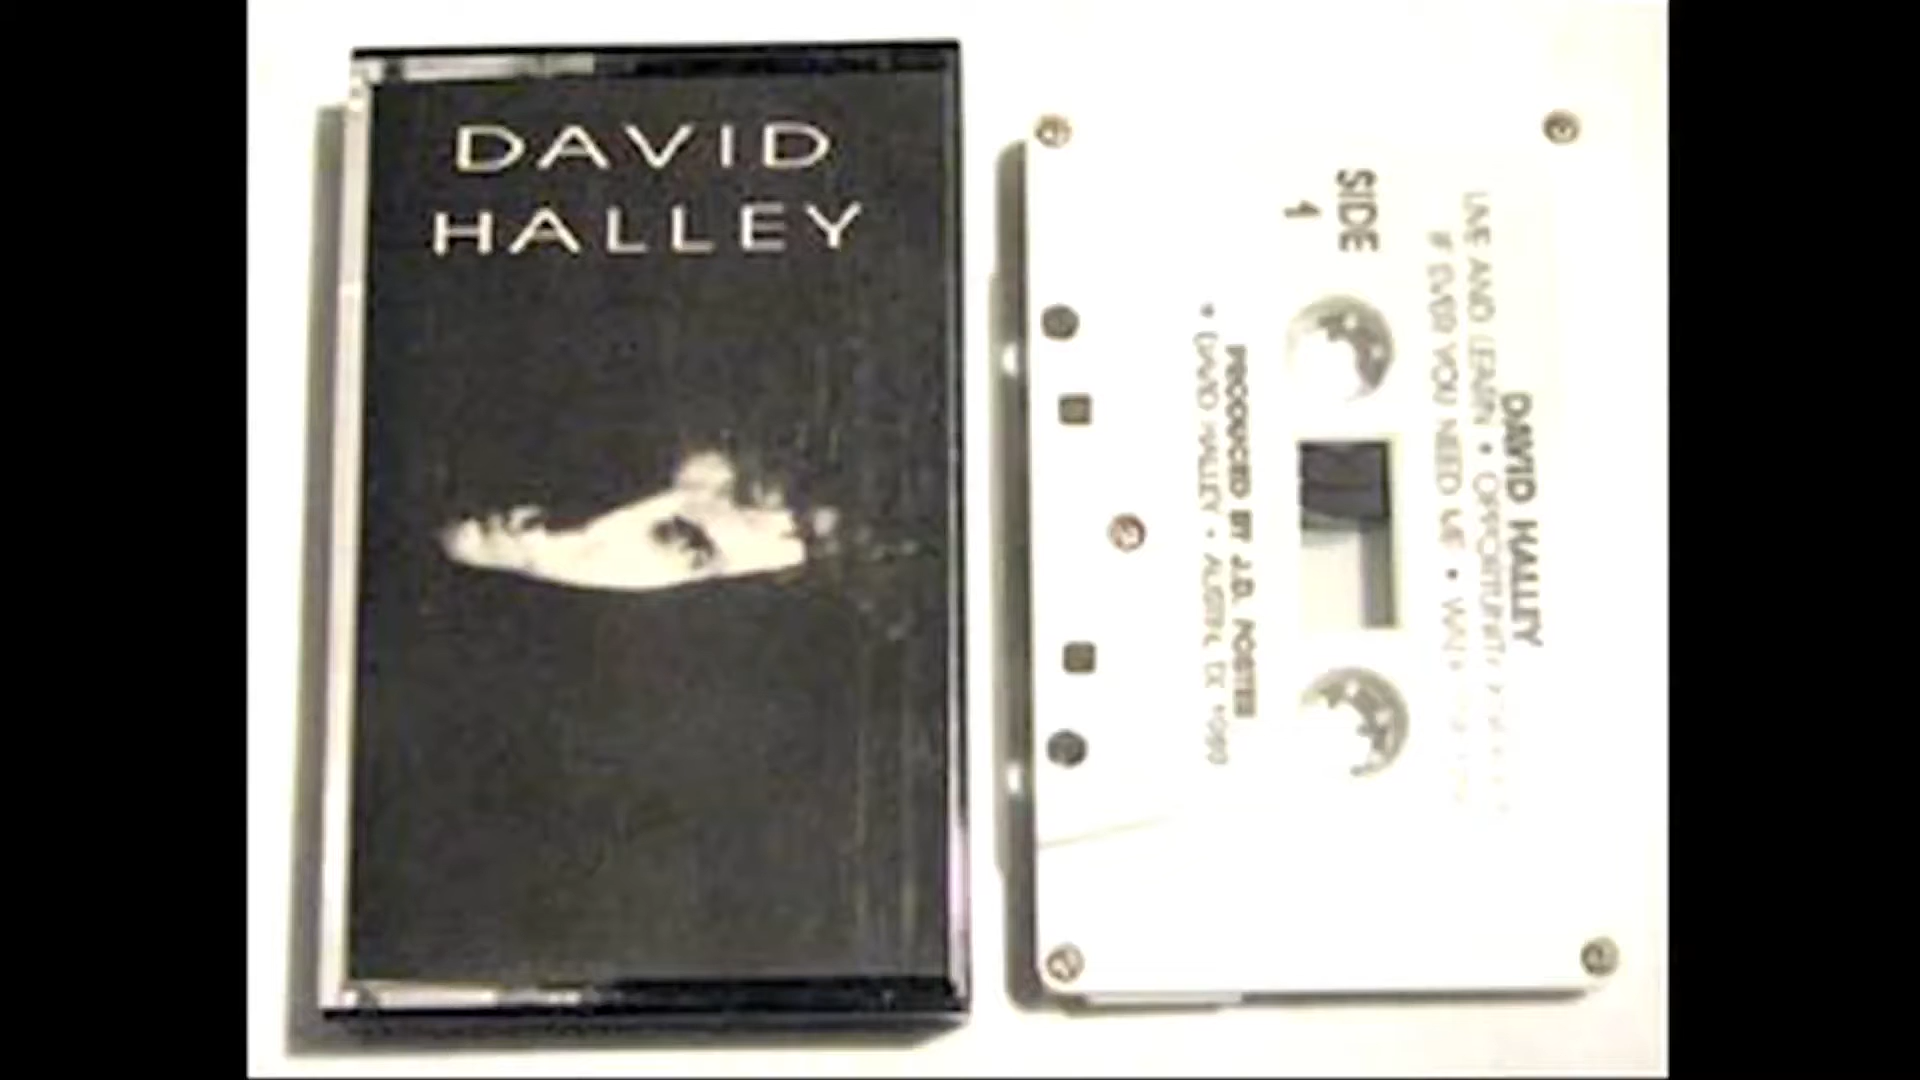 DAVID
HALLEY
SIDE
1
DAVID HALLEY
LIVE AND LEARN • OPPORTUNITY
IF EVER YOU NEED ME •
PRODUCED BY J.D. FOSTER
DAVID HALLEY • AUSTIN, TX